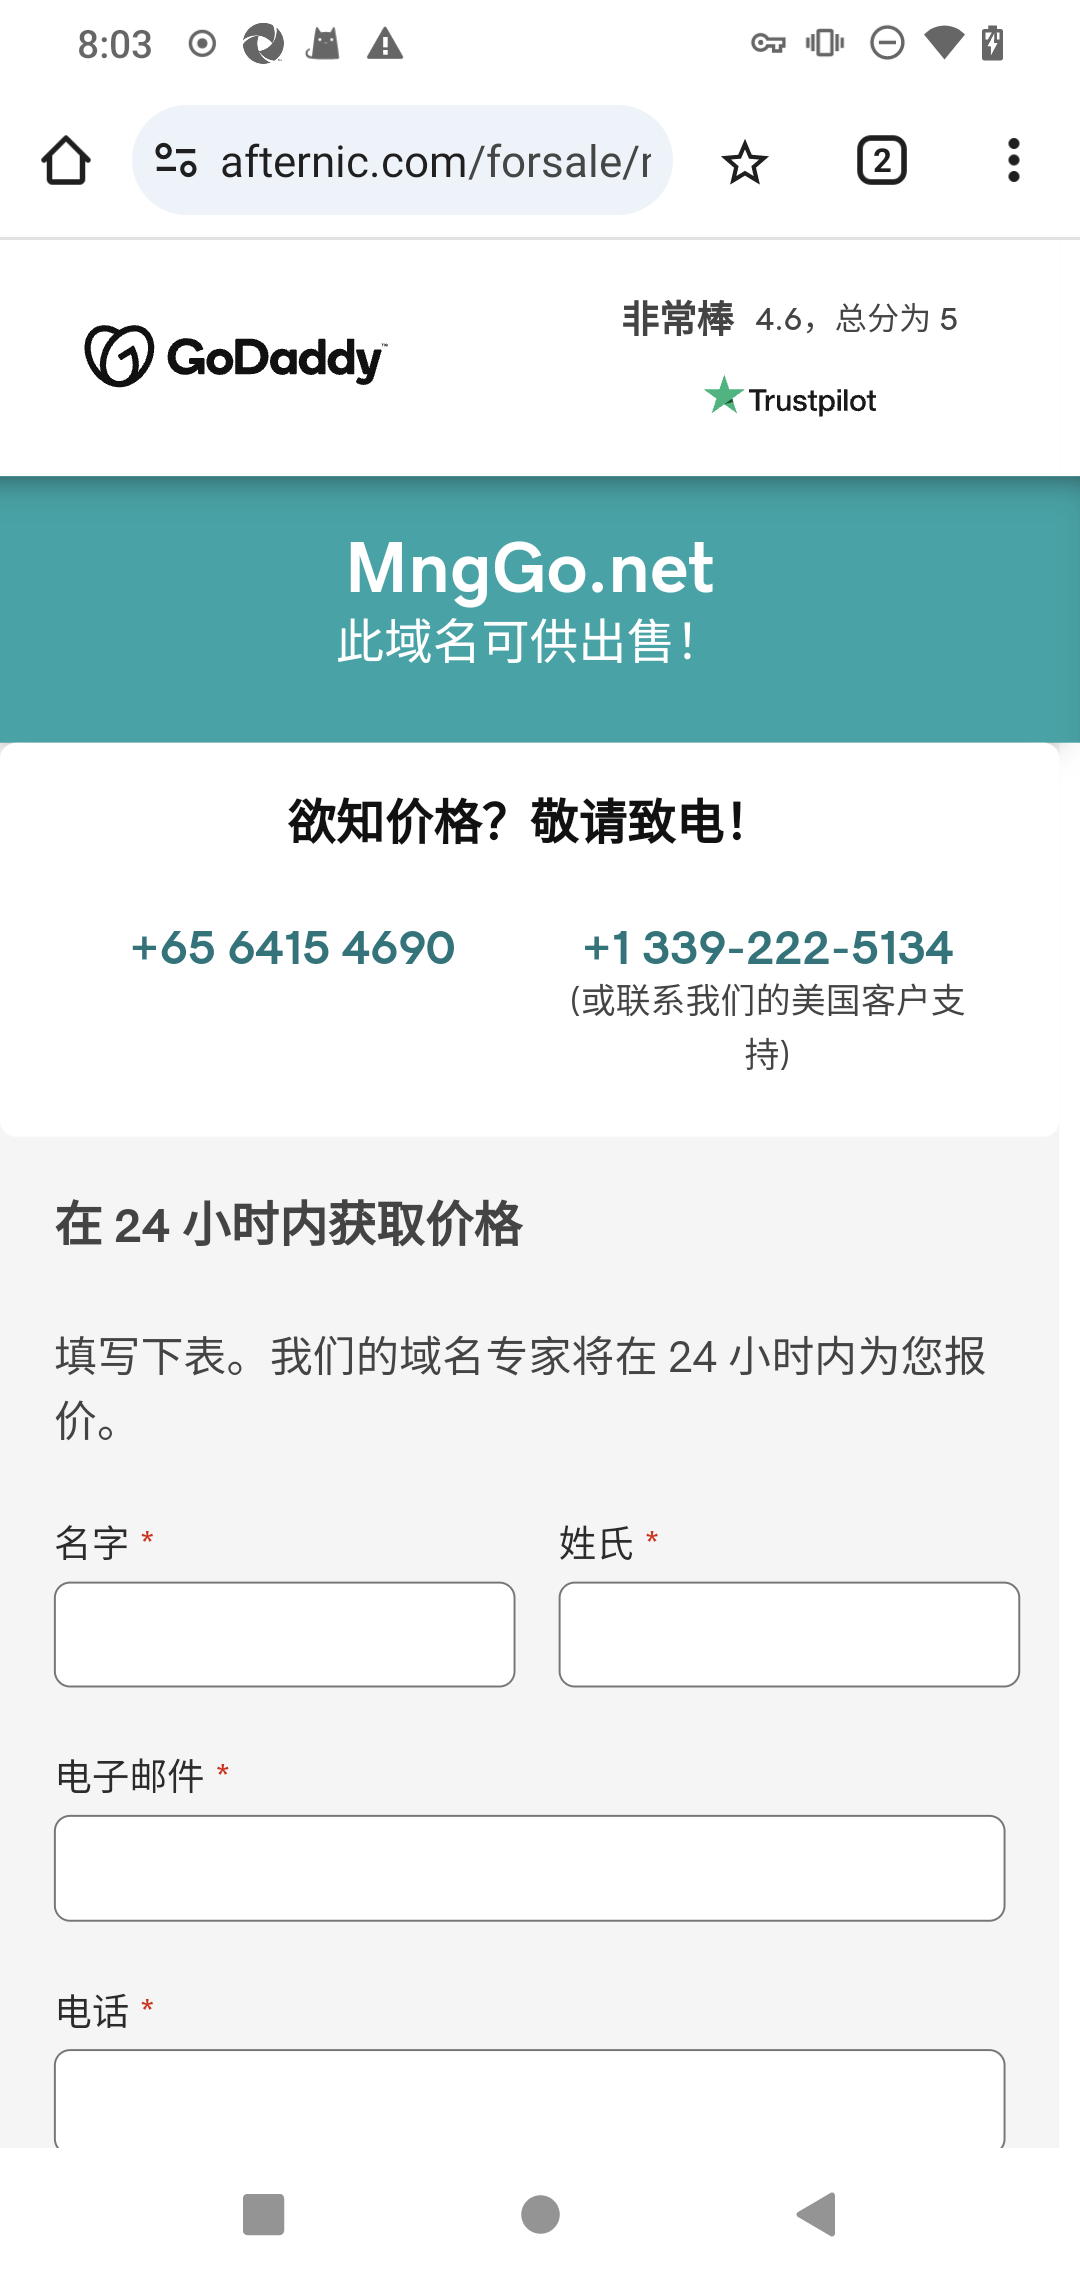 8:03
afternic.com/forsale/
2
GoDaddy
非常棒 4.6，总分为 5
Trustpilot
MngGo.net
此域名可供出售！
欲知价格？敬请致电！
+65 6415 4690
+1 339-222-5134
(或联系我们的美国客户支
持)
在 24 小时内获取价格
填写下表。我们的域名专家将在 24 小时内为您报
价。
名字 *
姓氏 *
电子邮件 *
电话 *